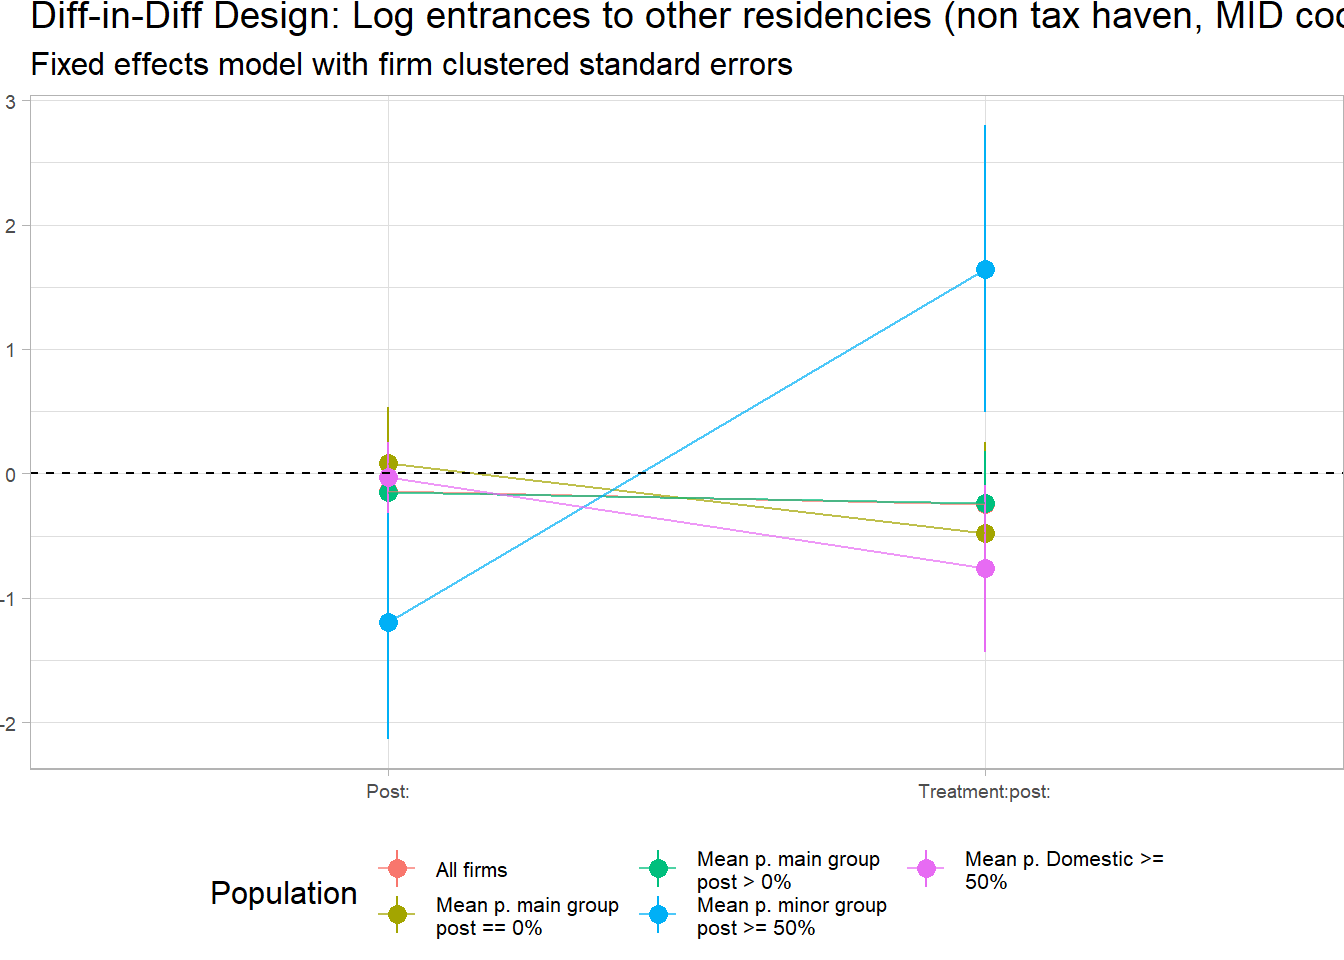 Diff-in-Diff Design: Log entrances to other residencies (non tax haven, MID
Fixed effects model with firm clustered standard errors
3
2
1
0
-1
-2
Post: Treatment:post:
Population
All firms
Mean p. main group
post == 0%
Mean p. main group
post > 0%
Mean p. minor group
post >= 50%
Mean p. Domestic >=
50%